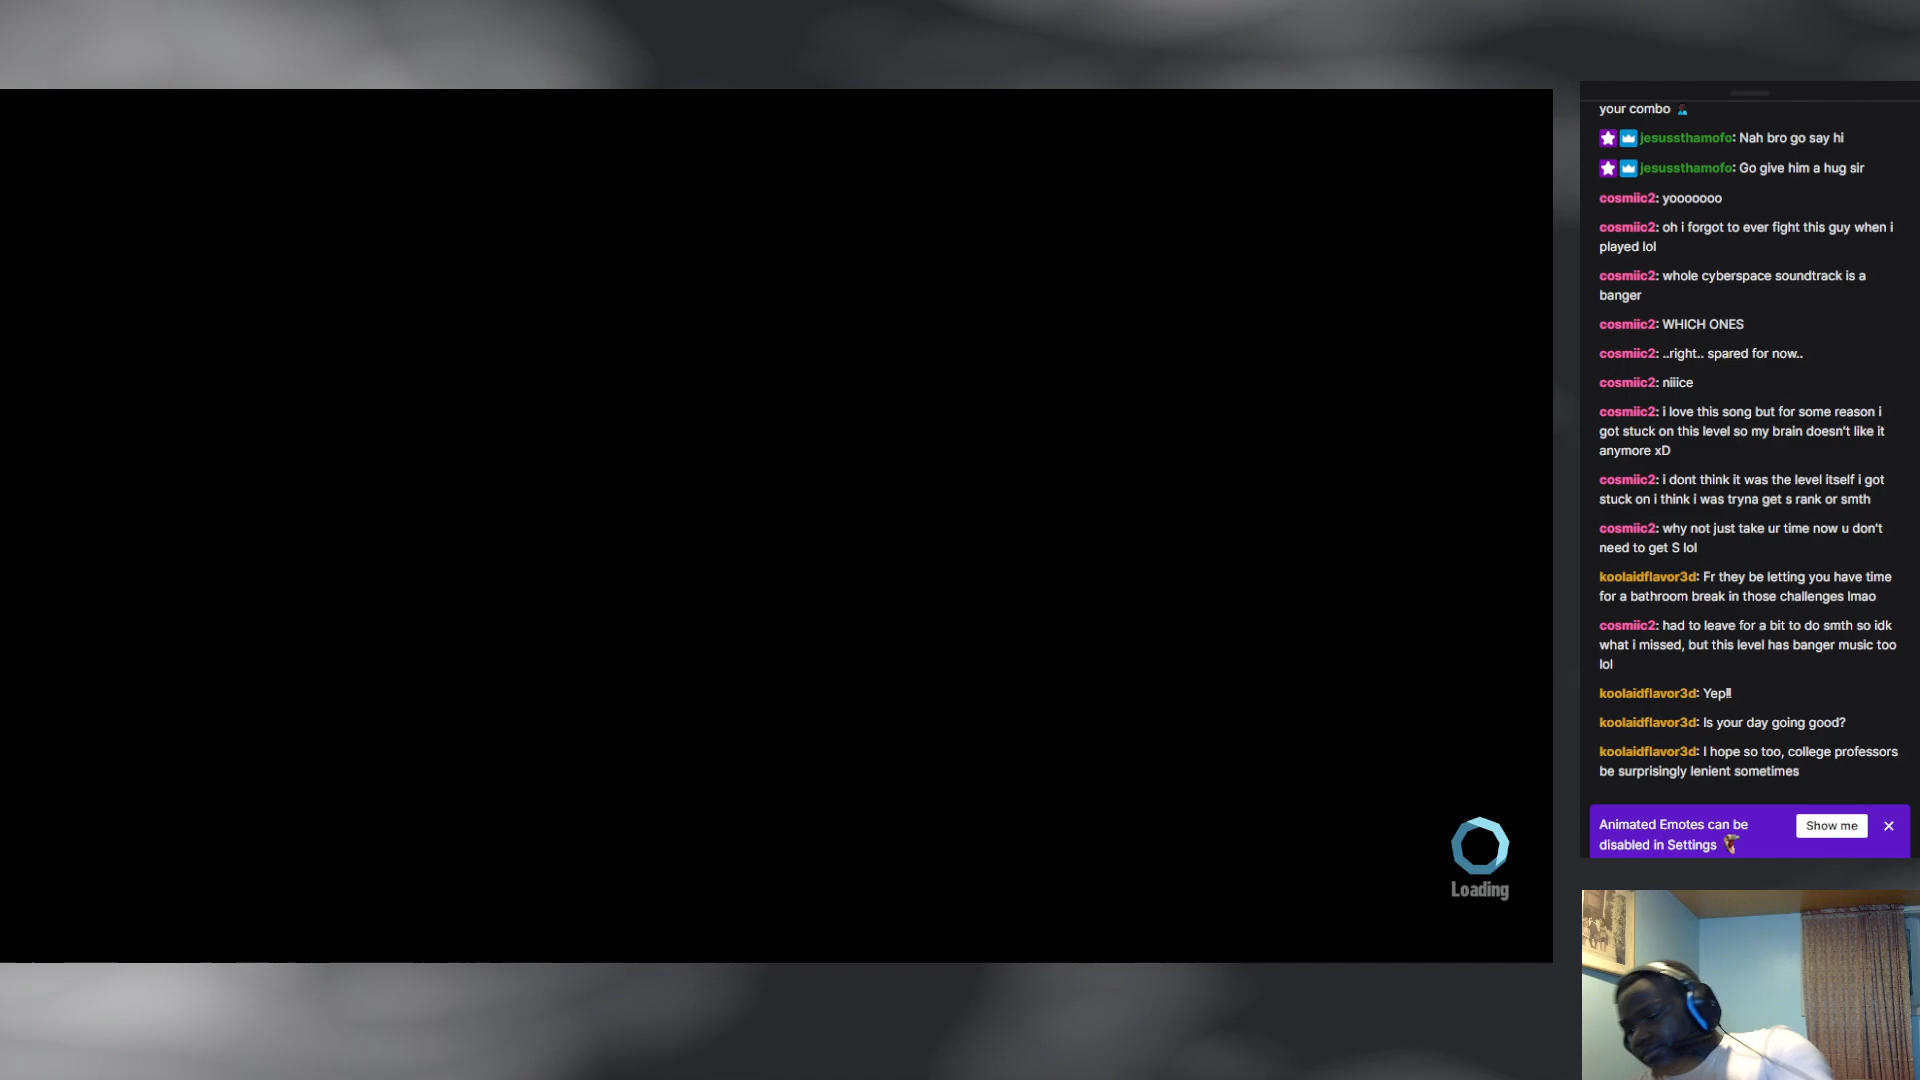 your combo
jesussthamofo: Nah bro go say hi
jesussthamofo: Go give him a hug sir
cosmiic2: yooooooo
cosmiic2: oh i forgot to ever fight this guy when i
played lol
cosmiic2: whole cyberspace soundtrack is a
banger
cosmiic2: WHICH ONES
cosmiic2: ..right.. spared for now..
cosmiic2: niiice
cosmiic2: i love this song but for some reason i
got stuck on this level so my brain doesn't like it
anymore xD
cosmiic2: i dont think it was the level itself i got
stuck on i think i was tryna get s rank or smth
cosmiic2: why not just take ur time now u don't
need to get S lol
koolaidflavor3d: Fr they be letting you have time
for a bathroom break in those challenges lmao
cosmiic2: had to leave for a bit to do smth so idk
what i missed, but this level has banger music too
lol
koolaidflavor3d: Yep!!
koolaidflavor3d: Is your day going good?
koolaidflavor3d: I hope so too, college professors
be surprisingly lenient sometimes
Animated Emotes can be
disabled in Settings
Show me
Loading